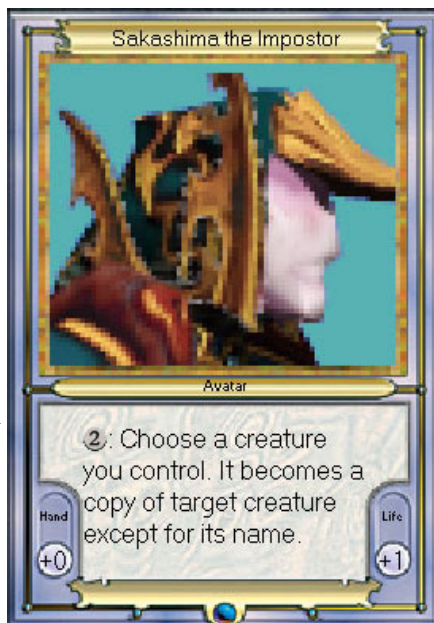 Sakashima the Impostor
Avatar
2: Choose a creature
you control. It becomes a
copy of target creature
except for its name.
Hand
+0
Life
+1